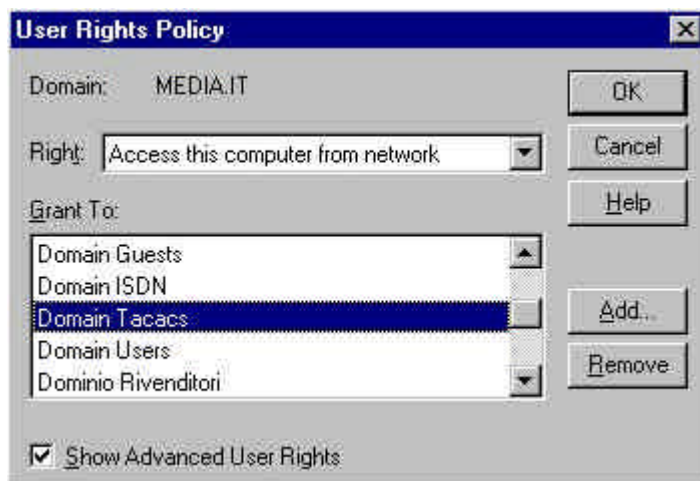 User Rights Policy
Domain: MEDIA.IT
OK
Right: Access this computer from network
Cancel
Help
Grant To:
Domain Guests
Domain ISDN
Domain Tacacs
Domain Users
Dominio Rivenditori
Add...
Remove
Show Advanced User Rights